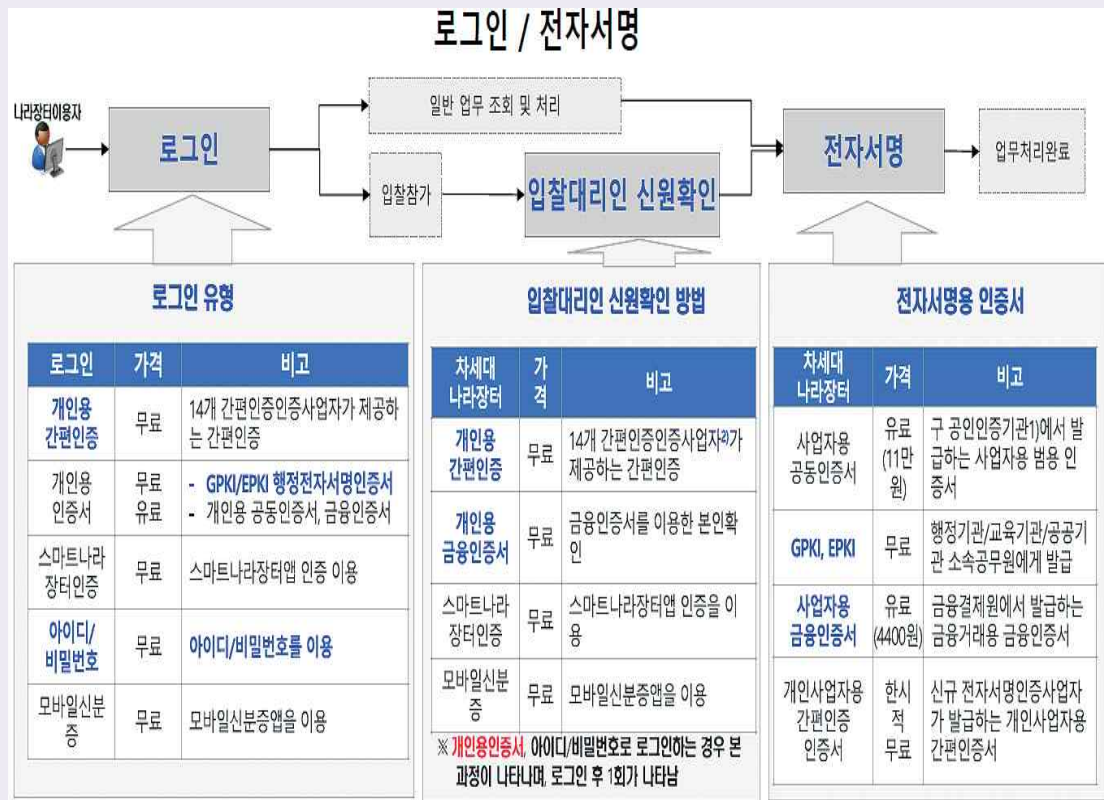 로그인 / 전자서명
나라장터이용자
로그인
일반 업무 조회 및 처리
입찰참가
입찰대리인 신원확인
전자서명
업무처리완료
로그인 유형
로그인 가격 비고
개인용
간편인증
무료
14개 간편인증인증사업자가 제공하
는 간편인증
개인용
인증서
무료
유료
- GPKI/EPKI 행정전자서명인증서
- 개인용 공동인증서, 금융인증서
스마트나라
장터인증
무료
스마트나라장터앱 인증 이용
아이디/
비밀번호
무료
아이디/비밀번호를 이용
모바일신분
증
무료
모바일신분증앱을 이용
입찰대리인 신원확인 방법
차세대
나라장터
가
격
비고
개인용
간편인증
무료
14개 간편인증인증사업자2)가
제공하는 간편인증
개인용
금융인증서
무료
금융인증서를 이용한 본인확
인
스마트나라
장터인증
무료
스마트나라장터앱 인증을 이
용
모바일신분
증
무료
모바일신분증앱을 이용
※ 개인용인증서, 아이디/비밀번호로 로그인하는 경우 본
과정이 나타나며, 로그인 후 1회가 나타남
전자서명용 인증서
차세대
나라장터
가격
비고
사업자용
공동인증서
유료
(11만
원)
구 공인인증기관1)에서 발
급하는 사업자용 범용 인
증서
GPKI, EPKI
무료
행정기관/교육기관/공공기
관 소속공무원에게 발급
사업자용
금융인증서
유료
(4400원)
금융결제원에서 발급하는
금융거래용 금융인증서
개인사업자용
간편인증
인증서
한시
적
무료
신규 전자서명인증사업자
가 발급하는 개인사업자용
간편인증서